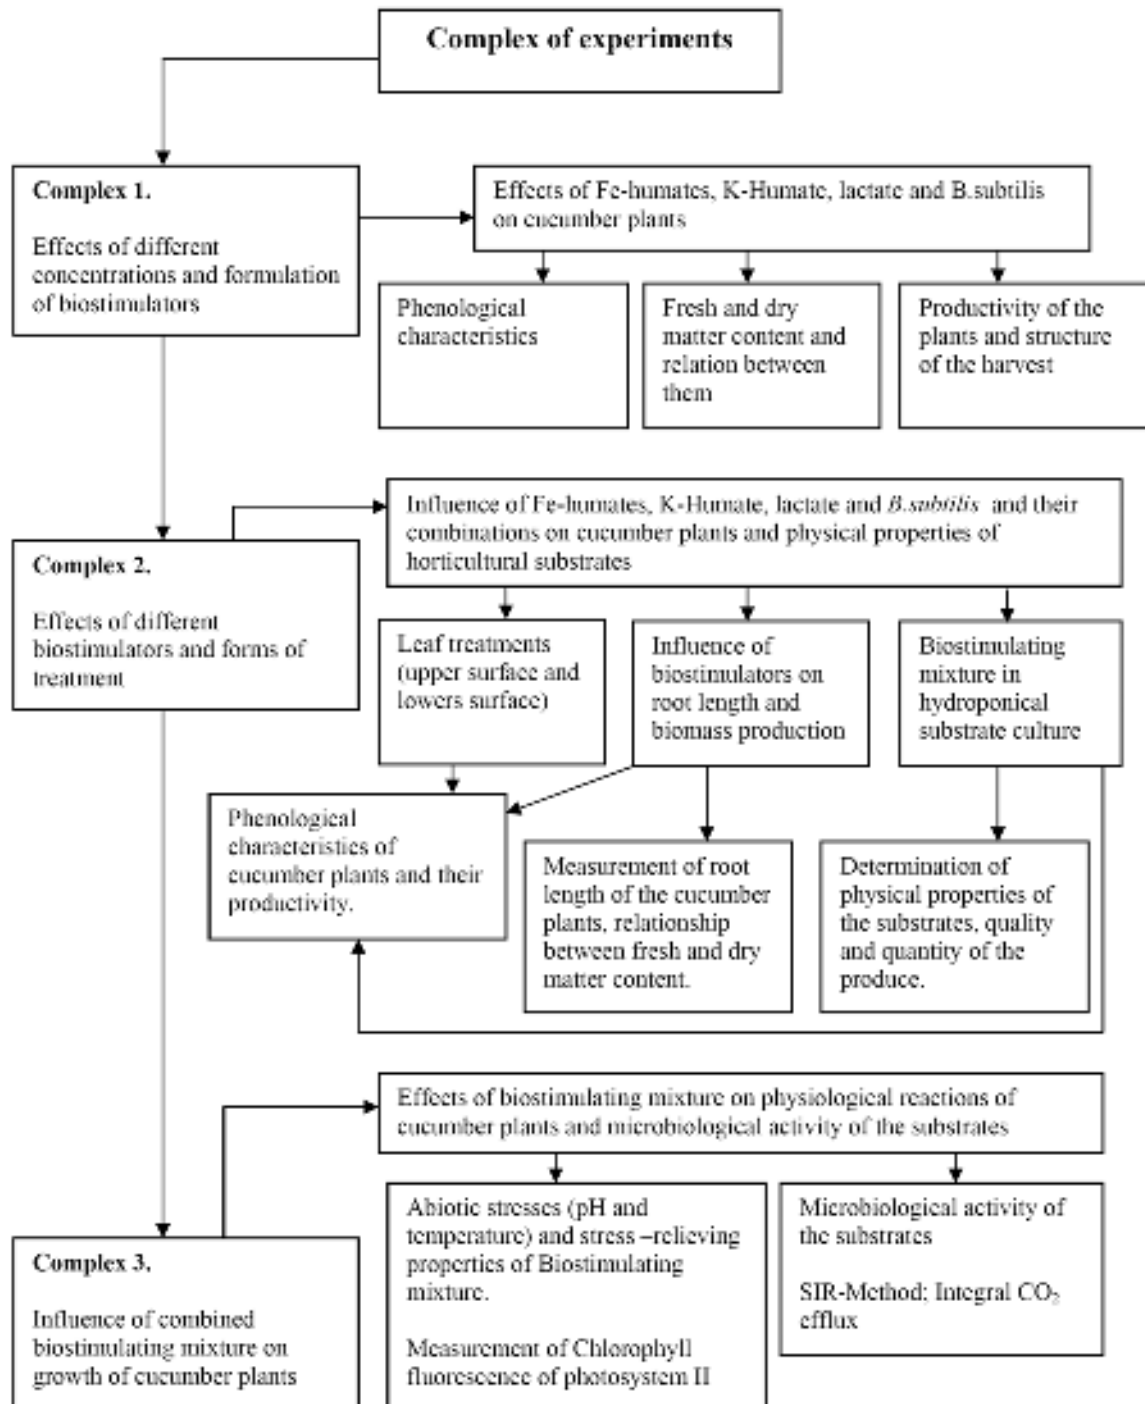 Complex of experiments
Complex 1.
Effects of different
concentrations and formulation
of biostimulators
Effects of Fe-humates, K-Humate, lactate and B.subtilis
on cucumber plants
Phenological
characteristics
Fresh and dry
matter content and
relation between
them
Productivity of the
plants and structure
of the harvest
Complex 2.
Effects of different
biostimulators and forms of
treatment
Influence of Fe-humates, K-Humate, lactate and B.subtilis and their
combinations on cucumber plants and physical properties of
horticultural substrates
Leaf treatments
(upper surface and
lowers surface)
Influence of
biostimulators on
root length and
biomass production
Biostimulating
mixture in
hydroponical
substrate culture
Phenological
characteristics of
cucumber plants and their
productivity.
Measurement of root
length of the cucumber
plants, relationship
between fresh and dry
matter content.
Determination of
physical properties of
the substrates, quality
and quantity of the
produce.
Complex 3.
Influence of combined
biostimulating mixture on
growth of cucumber plants
Effects of biostimulating mixture on physiological reactions of
cucumber plants and microbiological activity of the substrates
Abiotic stresses (pH and
temperature) and stress –relieving
properties of Biostimulating
mixture.
Measurement of Chlorophyll
fluorescence of photosystem II
Microbiological activity of
the substrates
SIR-Method; Integral CO₂
efflux